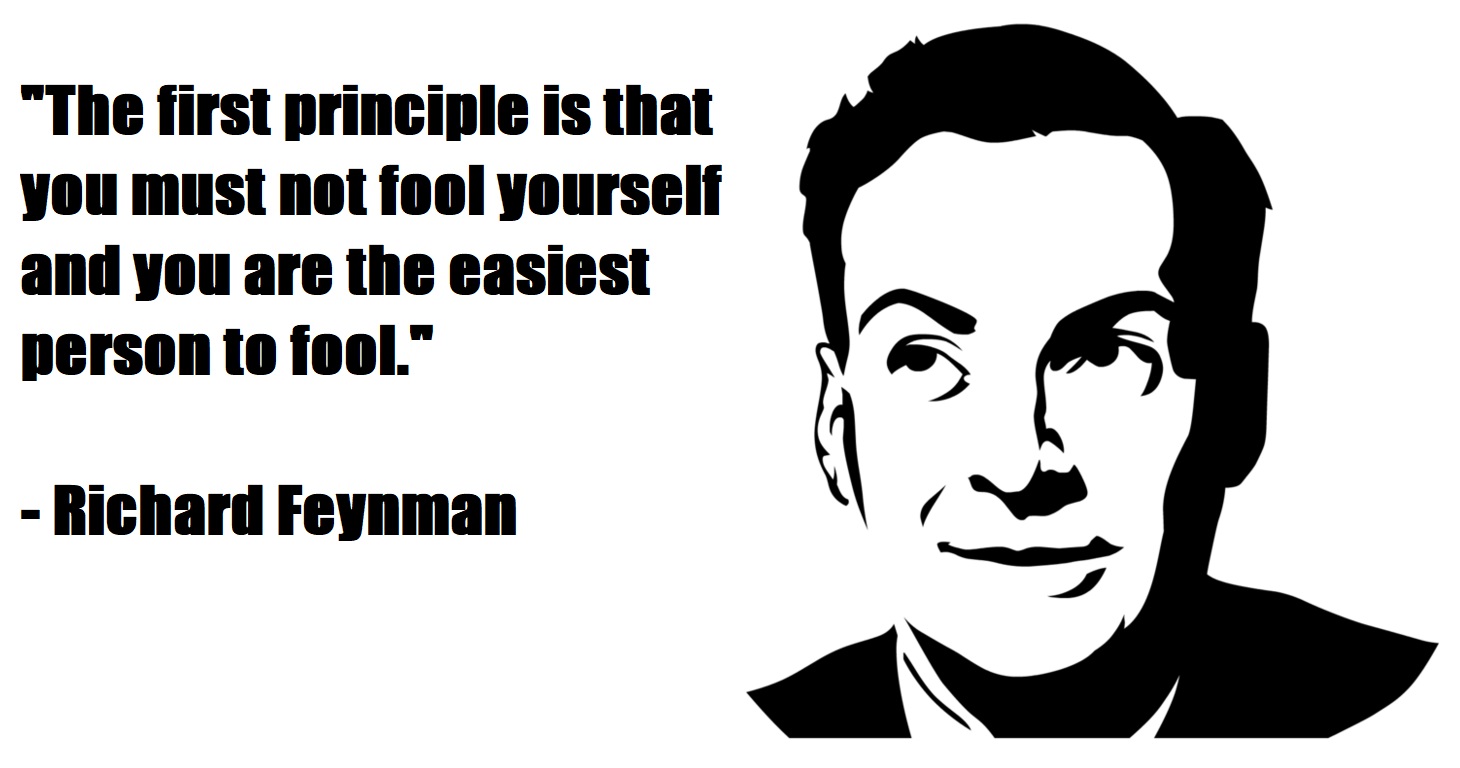 "The first principle is that
you must not fool yourself
and you are the easiest
person to fool."
- Richard Feynman